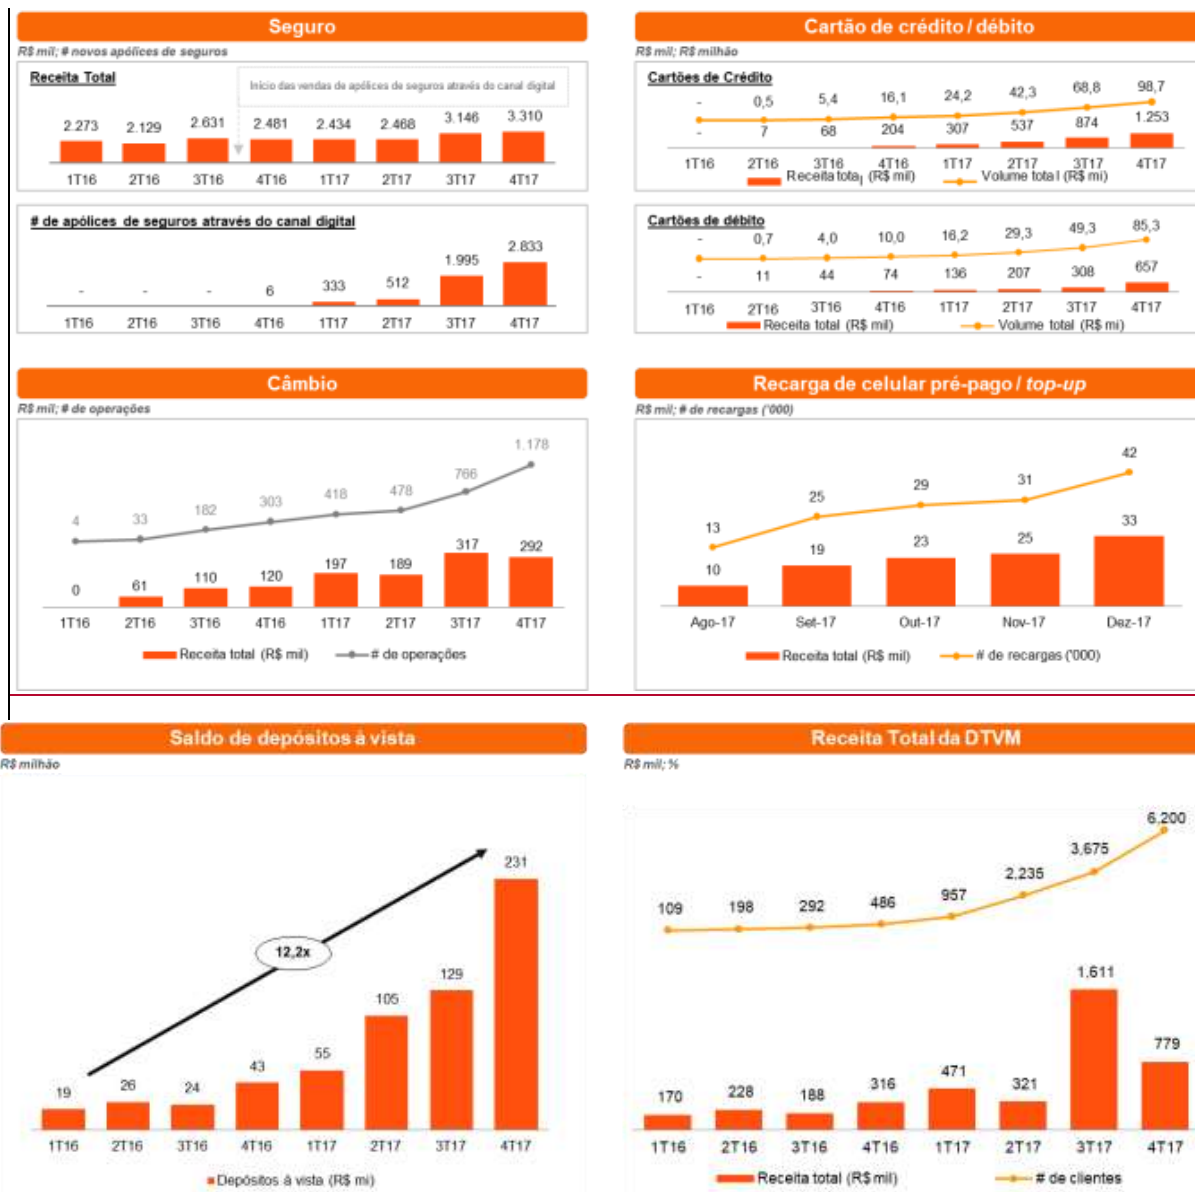 Seguro
R$ mil; # novos apólices de seguros
Receita Total
Início das vendas de apólices de seguros através do canal digital
2.273 2.129 2.631 2.481 2.434 2.468 3.146 3.310
1T16 2T16 3T16 4T16 1T17 2T17 3T17 4T17
# de apólices de seguros através do canal digital
- - - 6 333 512 1.995 2.833
1T16 2T16 3T16 4T16 1T17 2T17 3T17 4T17
Cartão de crédito / débito
R$ mil; R$ milhão
Cartões de Crédito
- 0,5 5,4 16,1 24,2 42,3 68,8 98,7
- 7 68 204 307 537 874 1.253
1T16 2T16 3T16 4T16 1T17 2T17 3T17 4T17
Receita total (R$ mil) Volume total (R$ mi)
Cartões de débito
- 0,7 4,0 10,0 16,2 29,3 49,3 85,3
- 11 44 74 136 207 308 657
1T16 2T16 3T16 4T16 1T17 2T17 3T17 4T17
Receita total (R$ mil) Volume total (R$ mi)
Câmbio
R$ mil; # de operações
4 33 182 303 418 478 766 1.178
0 61 110 120 197 189 317 292
1T16 2T16 3T16 4T16 1T17 2T17 3T17 4T17
Receita total (R$ mil) # de operações
Recarga de celular pré-pago / top-up
R$ mil; # de recargas ('000)
13 25 29 31 42
10 19 23 25 33
Ago-17 Set-17 Out-17 Nov-17 Dez-17
Receita total (R$ mil) # de recargas ('000)
Saldo de depósitos à vista
R$ milhão
12,2x
19 26 24 43 55 105 129 231
1T16 2T16 3T16 4T16 1T17 2T17 3T17 4T17
Depósitos à vista (R$ mi)
Receita Total da DTVM
R$ mil; %
109 198 292 486 957 2,235 3,675 6,200
170 228 188 316 471 321 1.611 779
1T16 2T16 3T16 4T16 1T17 2T17 3T17 4T17
Receita total (R$ mil) # de clientes